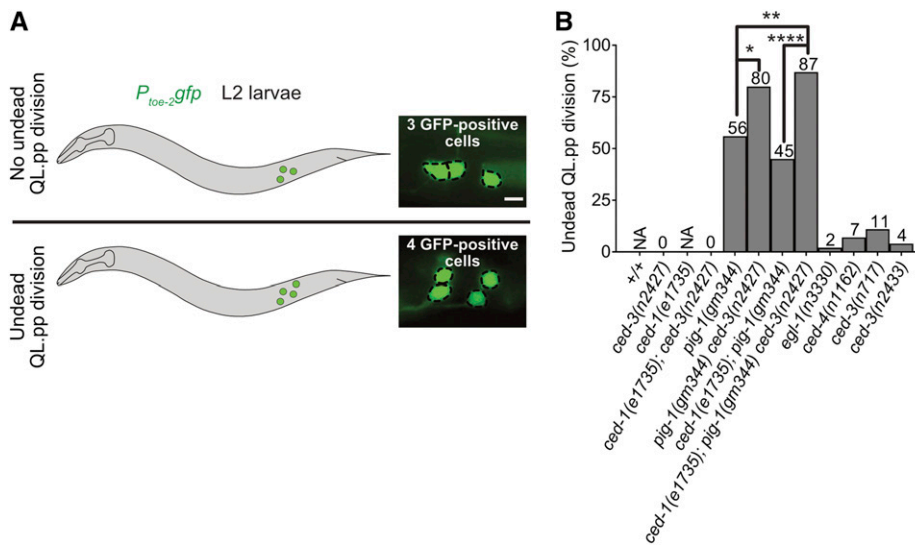 A
P_toe-2gfp L2 larvae
No undead
QL.pp division
3 GFP-positive
cells
Undead
QL.pp division
4 GFP-positive
cells
B
Undead QL.pp division (%)
100
75
50
25
0
**
*
****
NA
0
NA
0
56
80
45
87
2
7
11
4
+/+
ced-3(n2427)
ced-1(e1735)
ced-1(e1735); ced-3(n2427)
pig-1(gm344)
pig-1(gm344) ced-3(n2427)
ced-1(e1735); pig-1(gm344)
ced-1(e1735); pig-1(gm344) ced-3(n2427)
egl-1(n3330)
ced-4(n1162)
ced-3(n717)
ced-3(n2433)